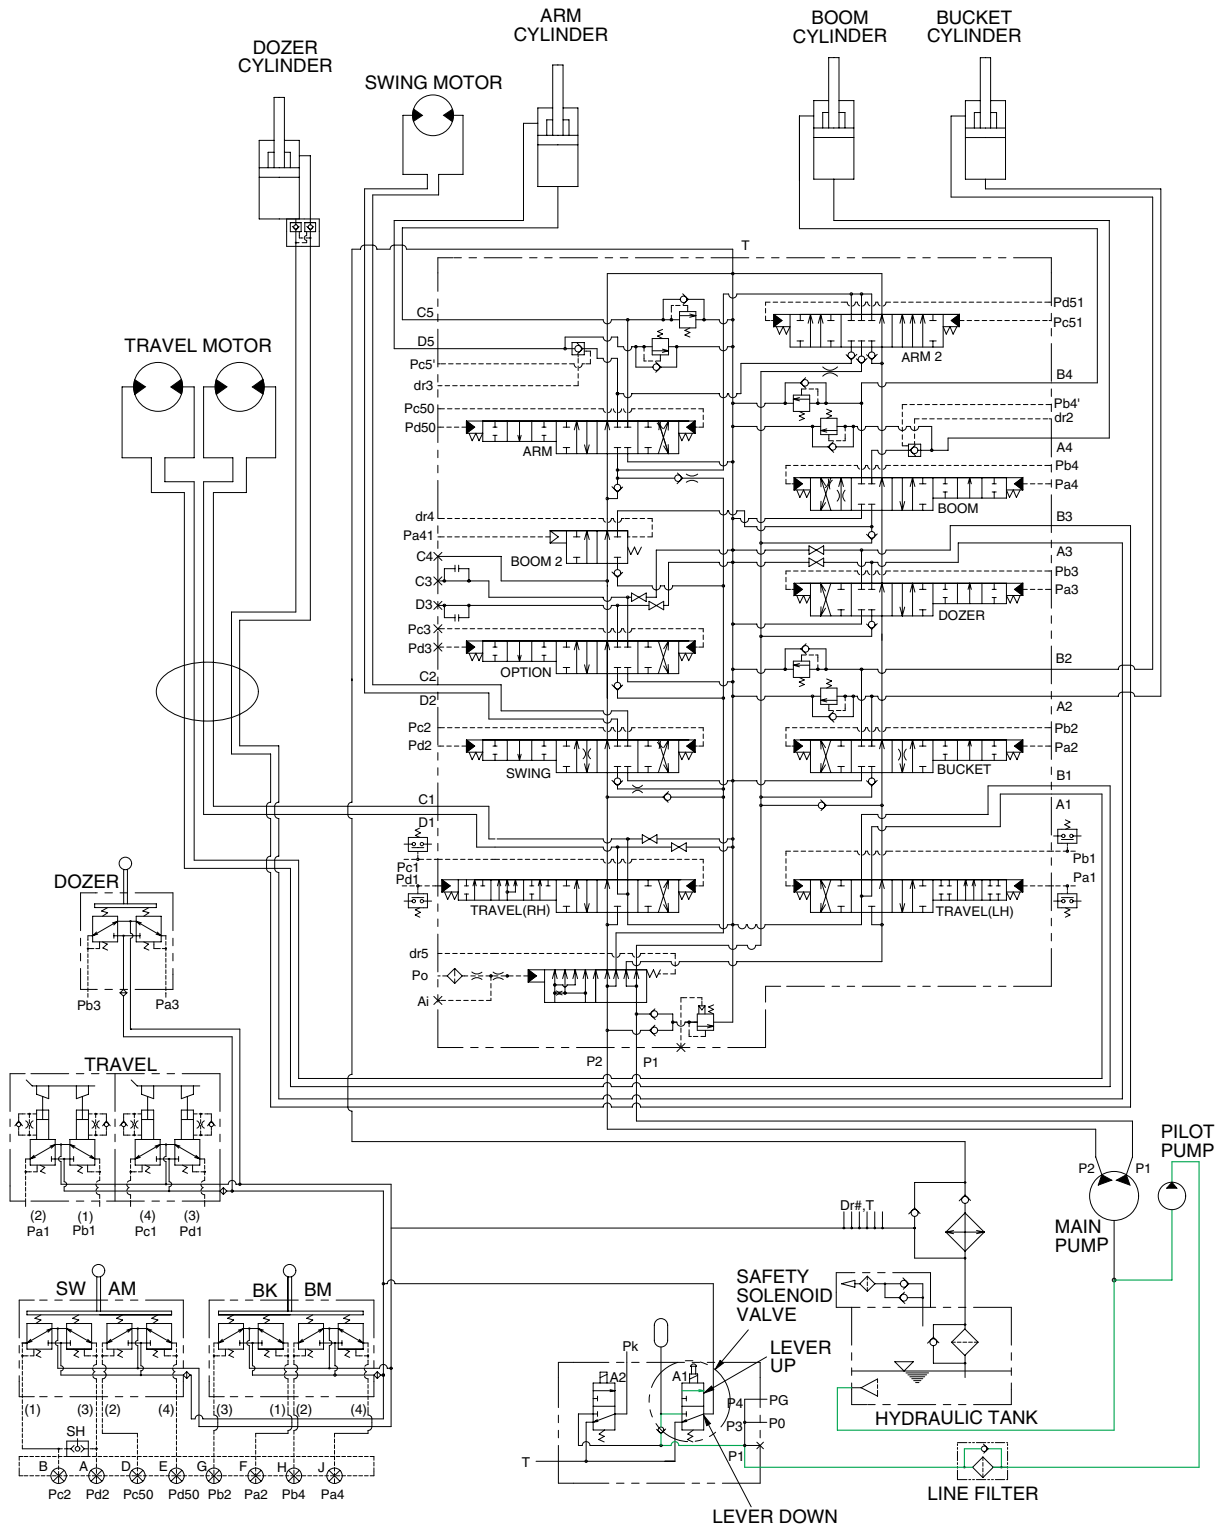 ARM
CYLINDER
BOOM
CYLINDER
BUCKET
CYLINDER
DOZER
CYLINDER
SWING MOTOR
TRAVEL MOTOR
T
C5
D5
Pc5'
dr3
Pc50
Pd50
ARM
Pd51
Pc51
ARM 2
B4
Pb4'
dr2
A4
Pb4
Pa4
BOOM
dr4
Pa41
C4
BOOM 2
C3
D3
Pc3
Pd3
OPTION
B3
A3
Pb3
Pa3
DOZER
C2
D2
Pc2
Pd2
SWING
B2
A2
Pb2
Pa2
BUCKET
C1
D1
Pc1
Pd1
TRAVEL(RH)
B1
A1
Pb1
Pa1
TRAVEL(LH)
dr5
Po
Ai
P2
P1
DOZER
Pb3
Pa3
TRAVEL
(2)
(1)
(4)
(3)
Pa1
Pb1
Pc1
Pd1
PILOT
PUMP
P2
P1
MAIN
PUMP
Dr#,T
SW
AM
BK
BM
SAFETY
SOLENOID
VALVE
LEVER
UP
HYDRAULIC TANK
Pk
A2
A1
P4
PG
P3
P0
P1
T
LEVER DOWN
LINE FILTER
(1)
(3)
(2)
(4)
(3)
(1)
(2)
(4)
SH
B
A
D
E
G
F
H
J
Pc2
Pd2
Pc50
Pd50
Pb2
Pa2
Pb4
Pa4